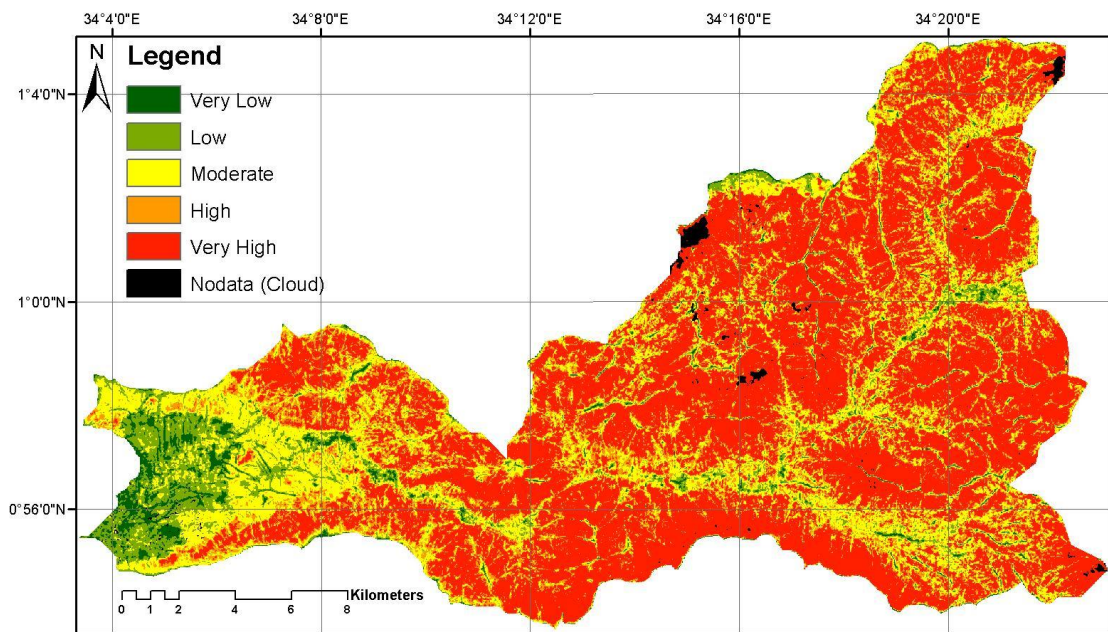 34°4'0"E 34°8'0"E 34°12'0"E 34°16'0"E 34°20'0"E
N
Legend
Very Low
1°4'0"N
Low
Moderate
High
Very High
Nodata (Cloud)
1°0'0"N
0°56'0"N
Kilometers
0 1 2 4 6 8